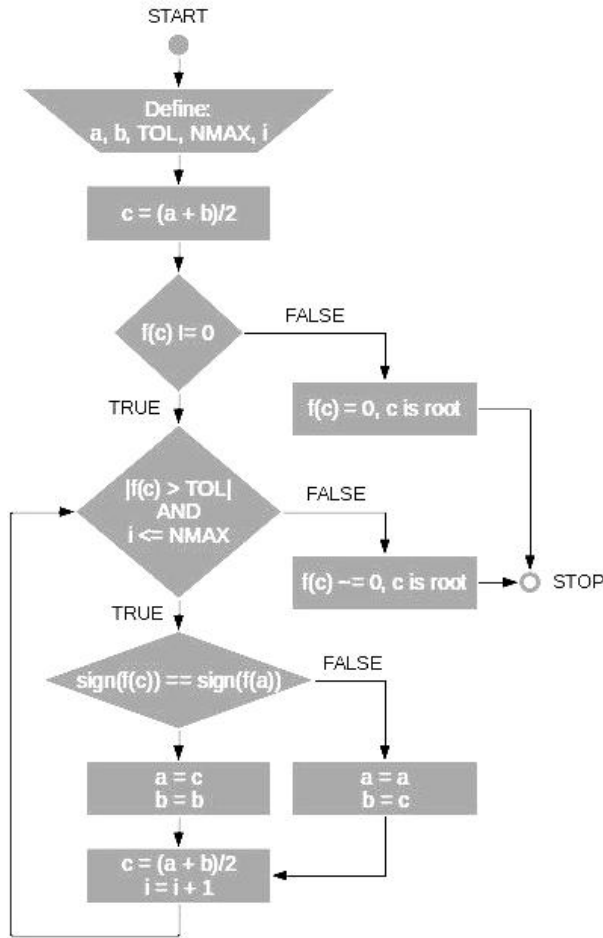 START
Define:
a, b, TOL, NMAX, i
c = (a + b)/2
f(c) != 0
FALSE
f(c) = 0, c is root
TRUE
|f(c) > TOL|
AND
i <= NMAX
FALSE
f(c) ~= 0, c is root
STOP
TRUE
sign(f(c)) == sign(f(a))
FALSE
a = c
b = b
a = a
b = c
c = (a + b)/2
i = i + 1